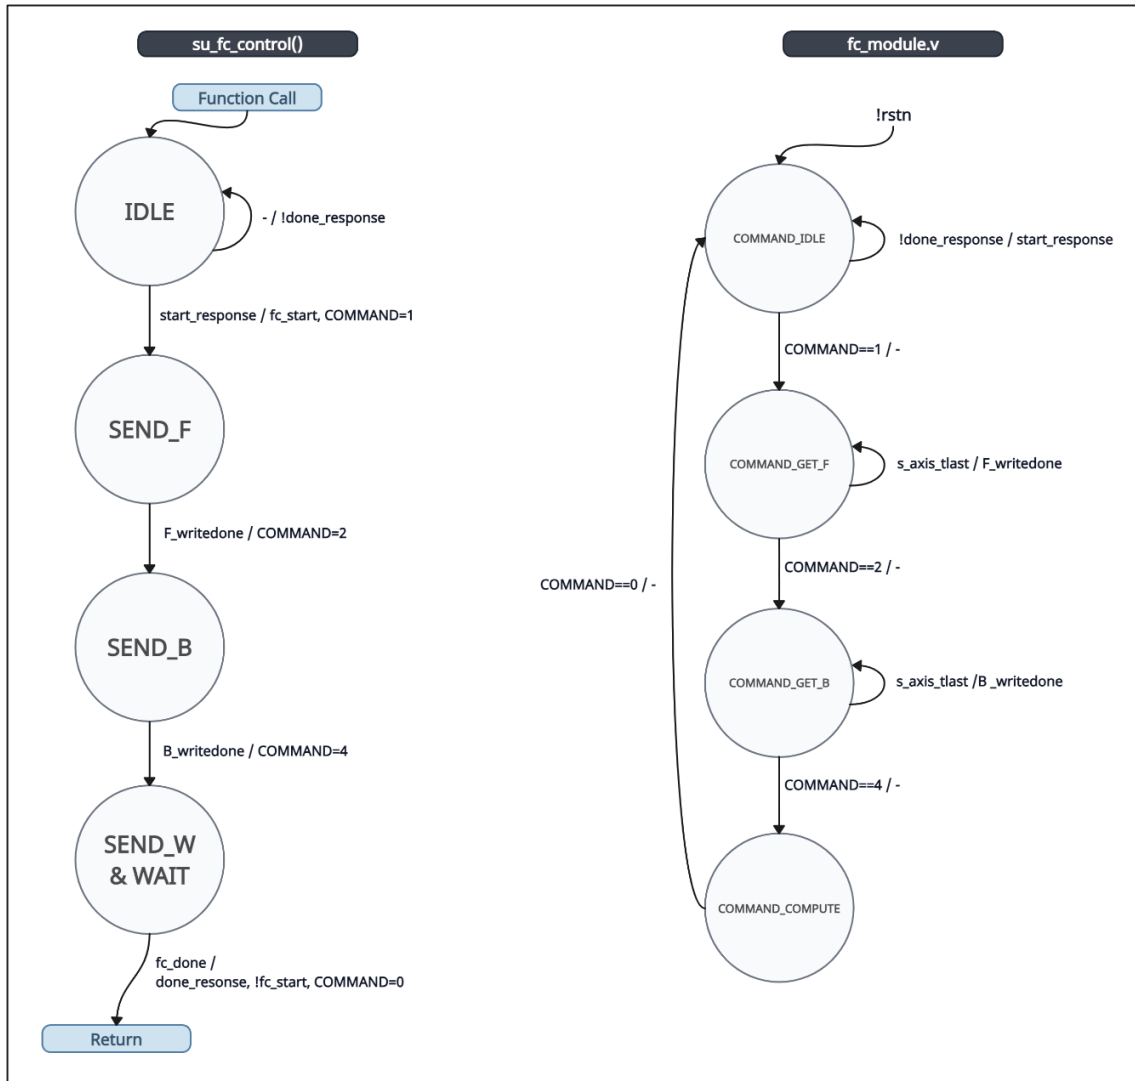 su_fc_control()
Function Call
IDLE
- / !done_response
start_response / fc_start, COMMAND=1
SEND_F
F_writedone / COMMAND=2
SEND_B
B_writedone / COMMAND=4
SEND_W
& WAIT
fc_done /
done_resonse, !fc_start, COMMAND=0
Return
fc_module.v
!rstn
COMMAND_IDLE
!done_response / start_response
COMMAND==1 / -
COMMAND_GET_F
s_axis_tlast / F_writedone
COMMAND==2 / -
COMMAND==0 / -
COMMAND_GET_B
s_axis_tlast /B _writedone
COMMAND==4 / -
COMMAND_COMPUTE